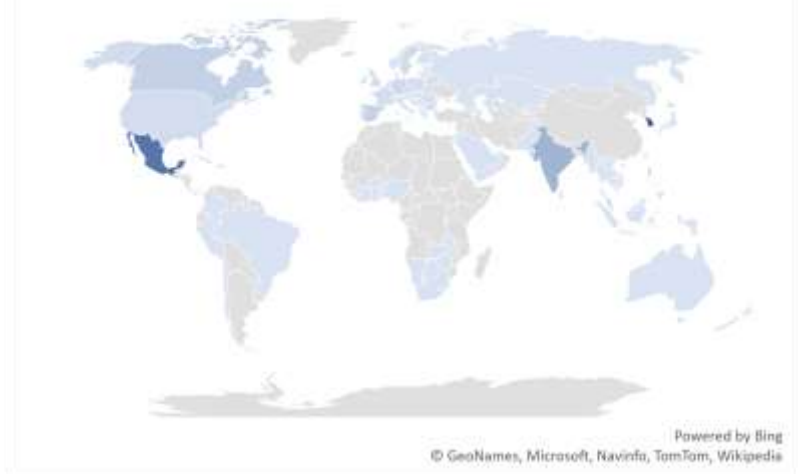 Powered by Bing
© GeoNames, Microsoft, Navinfo, TomTom, Wikipedia